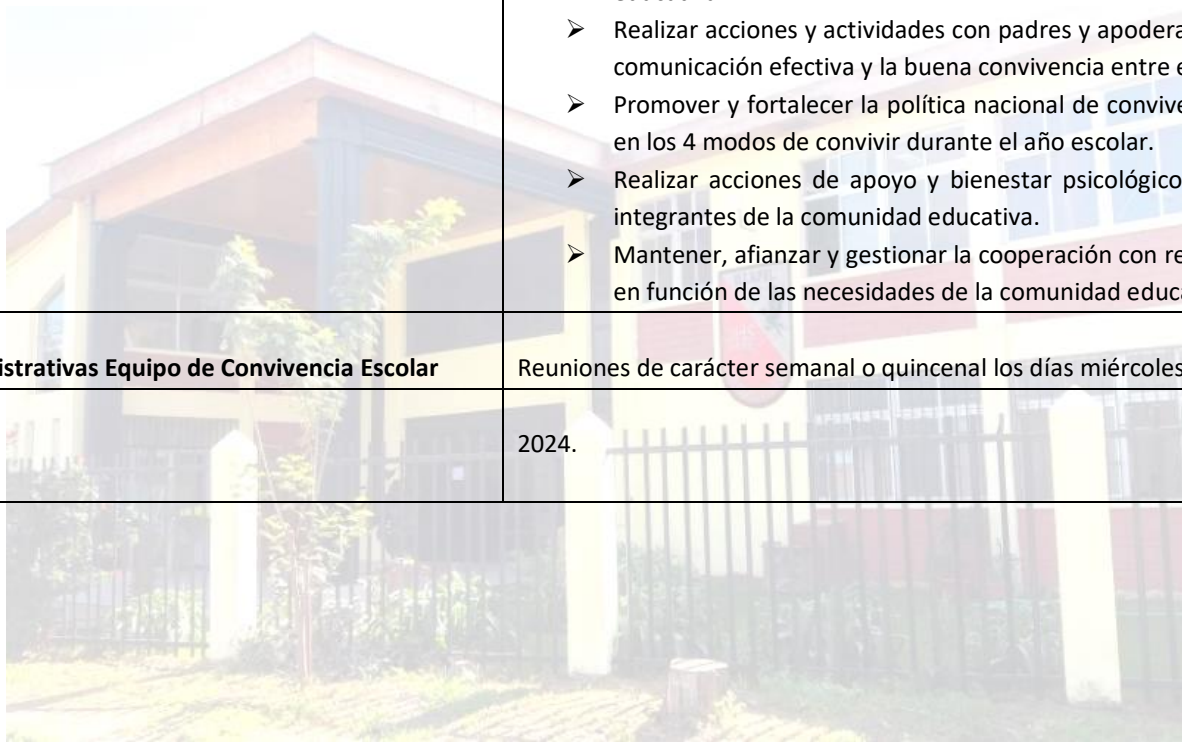 Realizar acciones y actividades con padres y apodera
comunicación efectiva y la buena convivencia entre e
Promover y fortalecer la política nacional de convive
en los 4 modos de convivir durante el año escolar.
Realizar acciones de apoyo y bienestar psicológico
integrantes de la comunidad educativa.
Mantener, afianzar y gestionar la cooperación con re
en función de las necesidades de la comunidad educa
istrativas Equipo de Convivencia Escolar
Reuniones de carácter semanal o quincenal los días miércoles
2024.